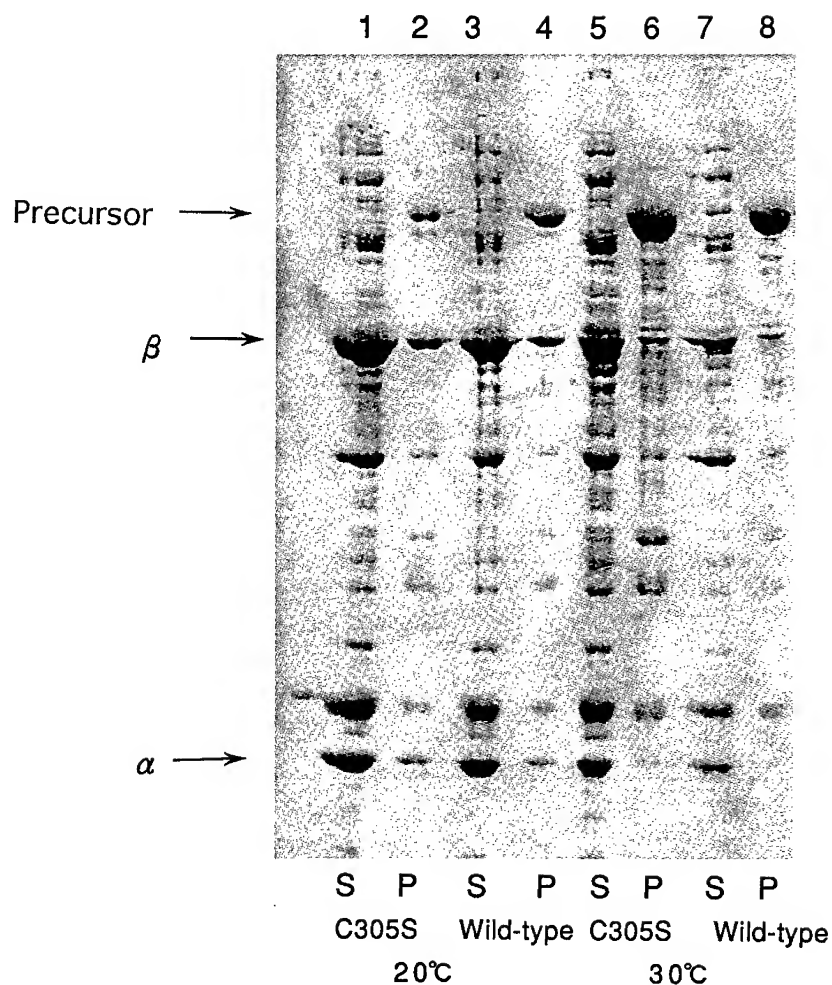 1 2 3 4 5 6 7 8
Precursor
β
α
S P S P S P S P
C305S Wild-type C305S Wild-type
20℃ 30℃